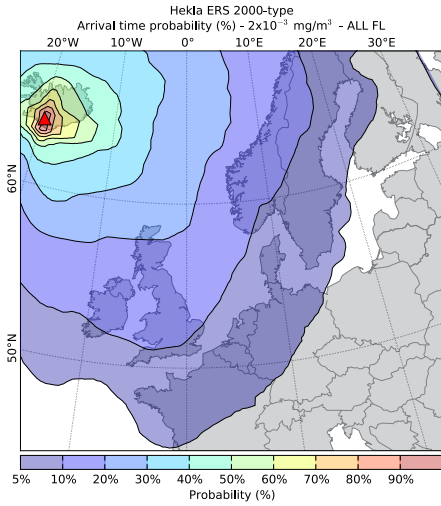 Hekla ERS 2000-type
Arrival time probability (%) - 2x10⁻³ mg/m³ - ALL FL
20°W 10°W 0° 10°E 20°E 30°E
60°N
50°N
5% 10% 20% 30% 40% 50% 60% 70% 80% 90%
Probability (%)